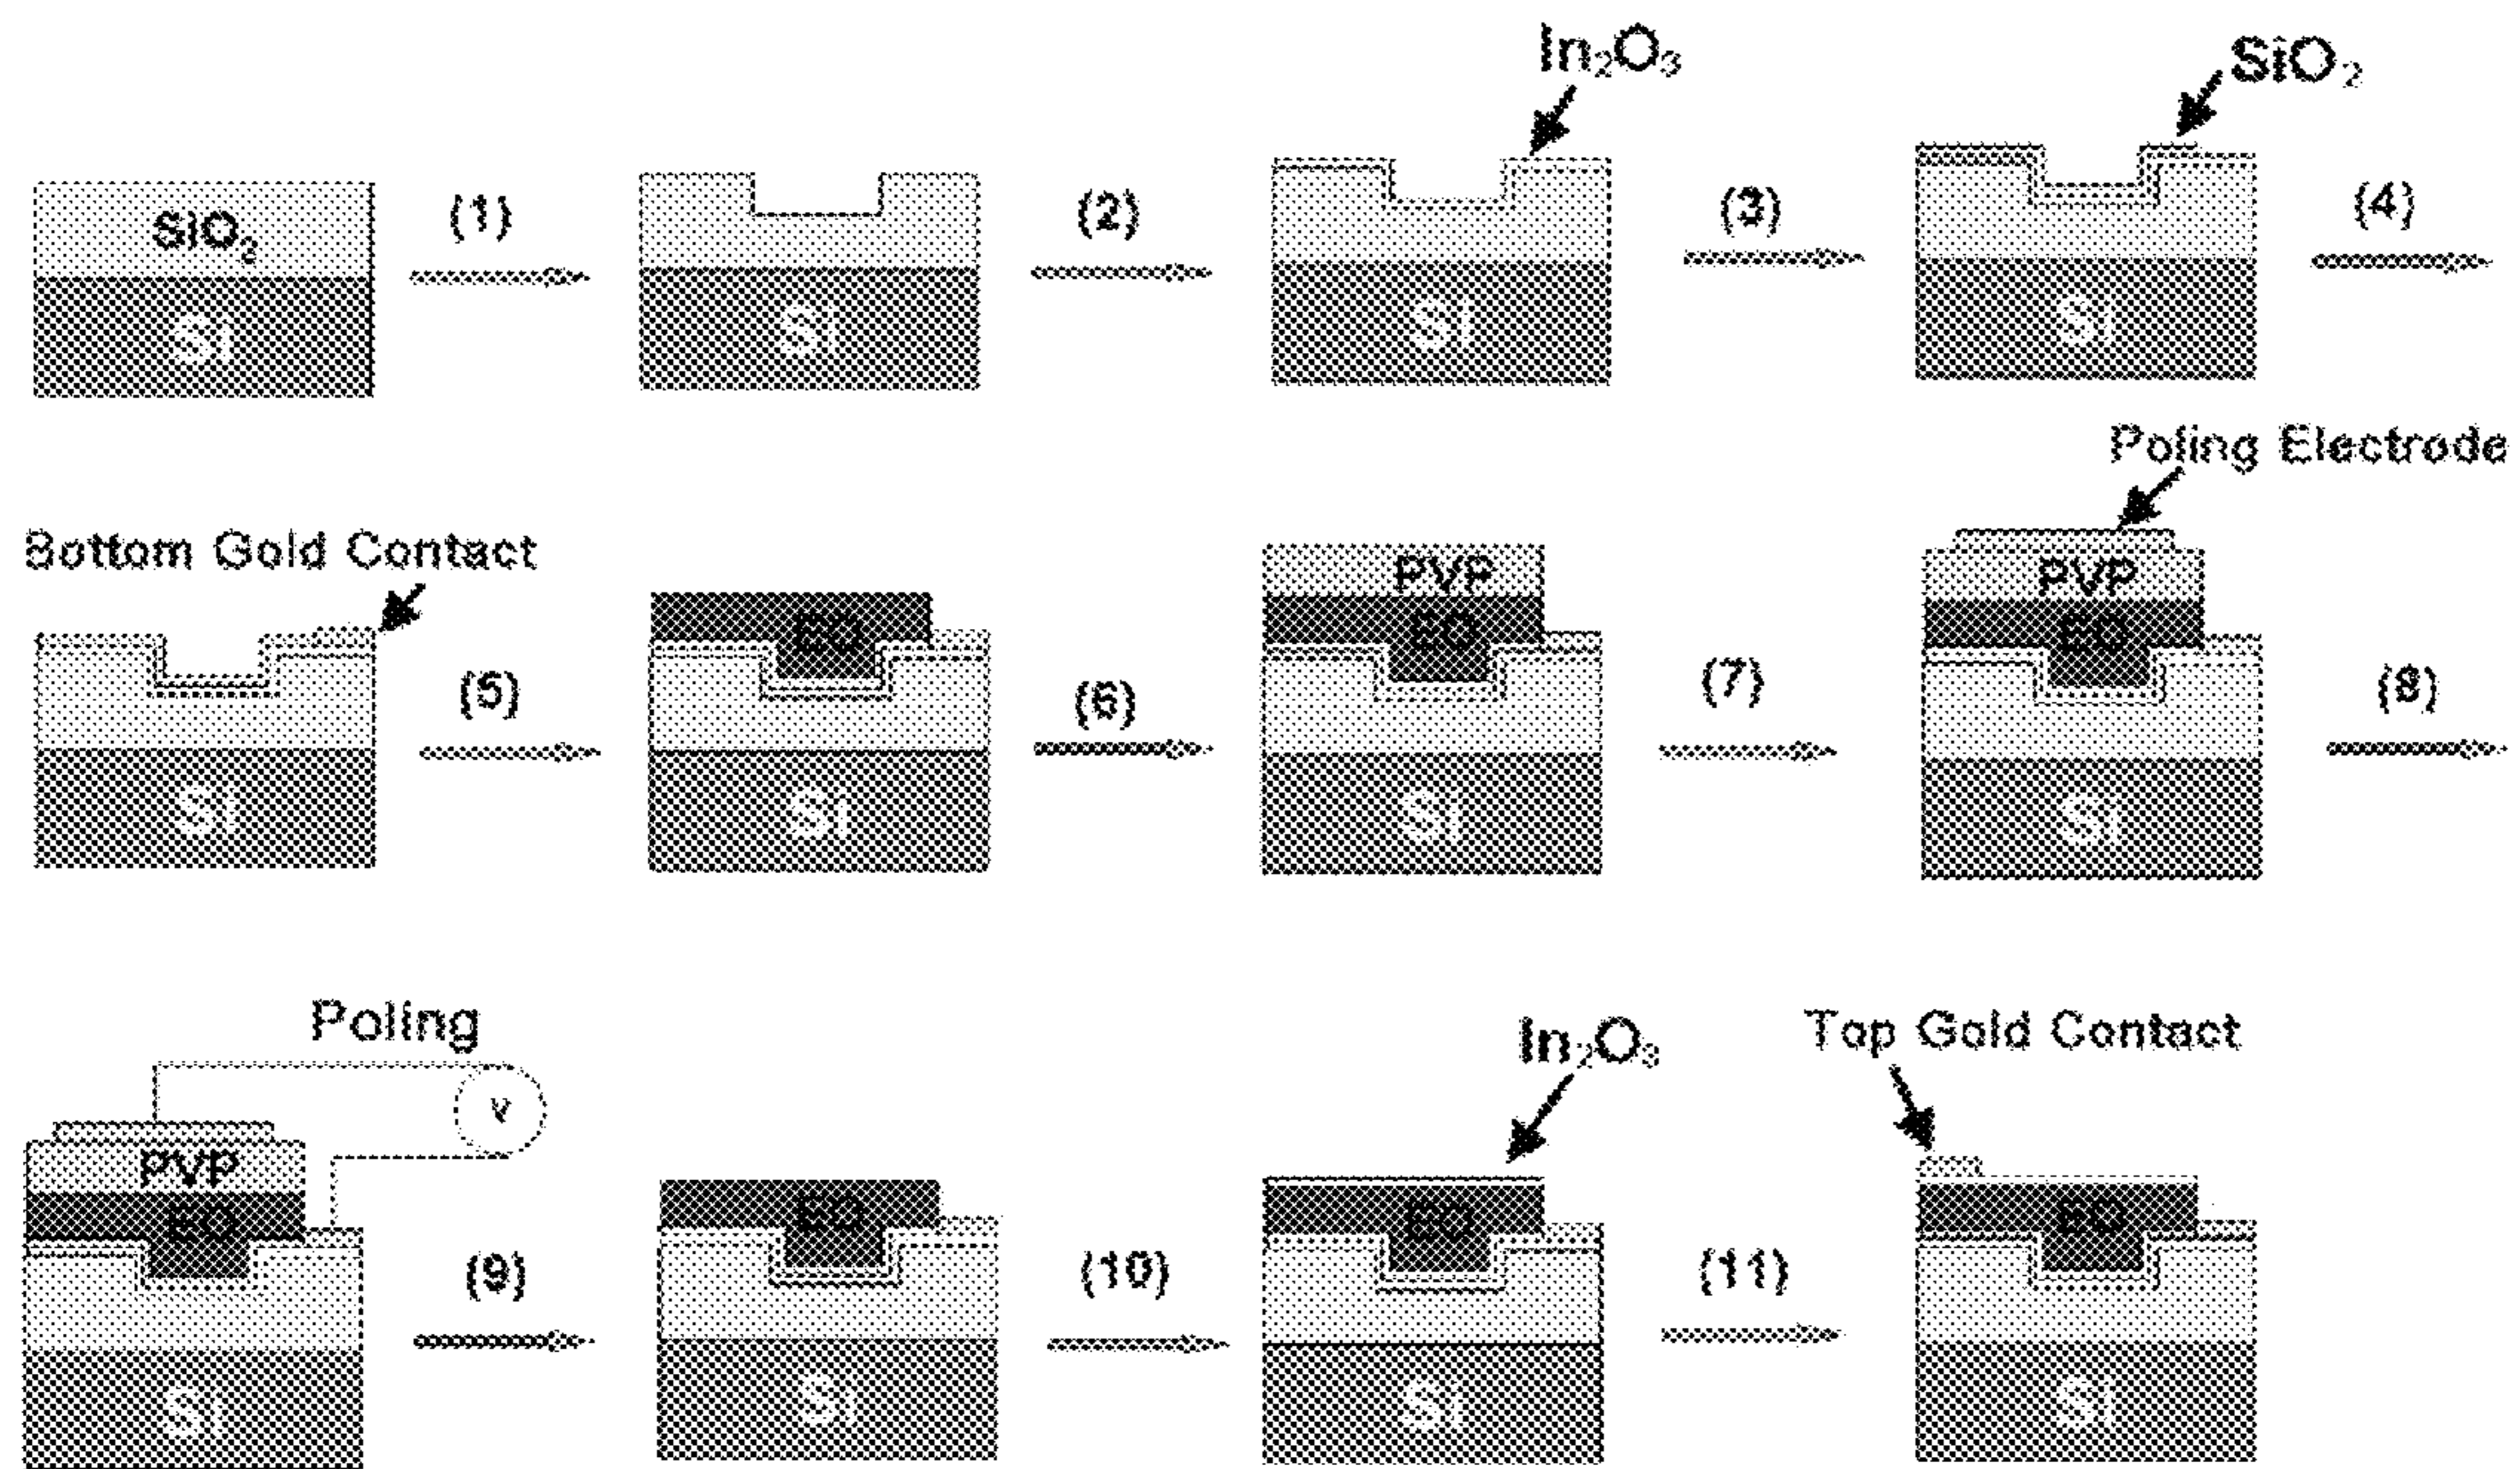 In₂O₃
SiO₂
SiO₂
(1)
(2)
(3)
(4)
Si
Si
Si
Si
Poling Electrode
Bottom Gold Contact
EO
PVP
EO
PVP
EO
(5)
(6)
(7)
(8)
Si
Si
Si
Si
Poling
In₂O₃
Top Gold Contact
V
PVP
EO
EO
EO
EO
(9)
(10)
(11)
Si
Si
Si
Si